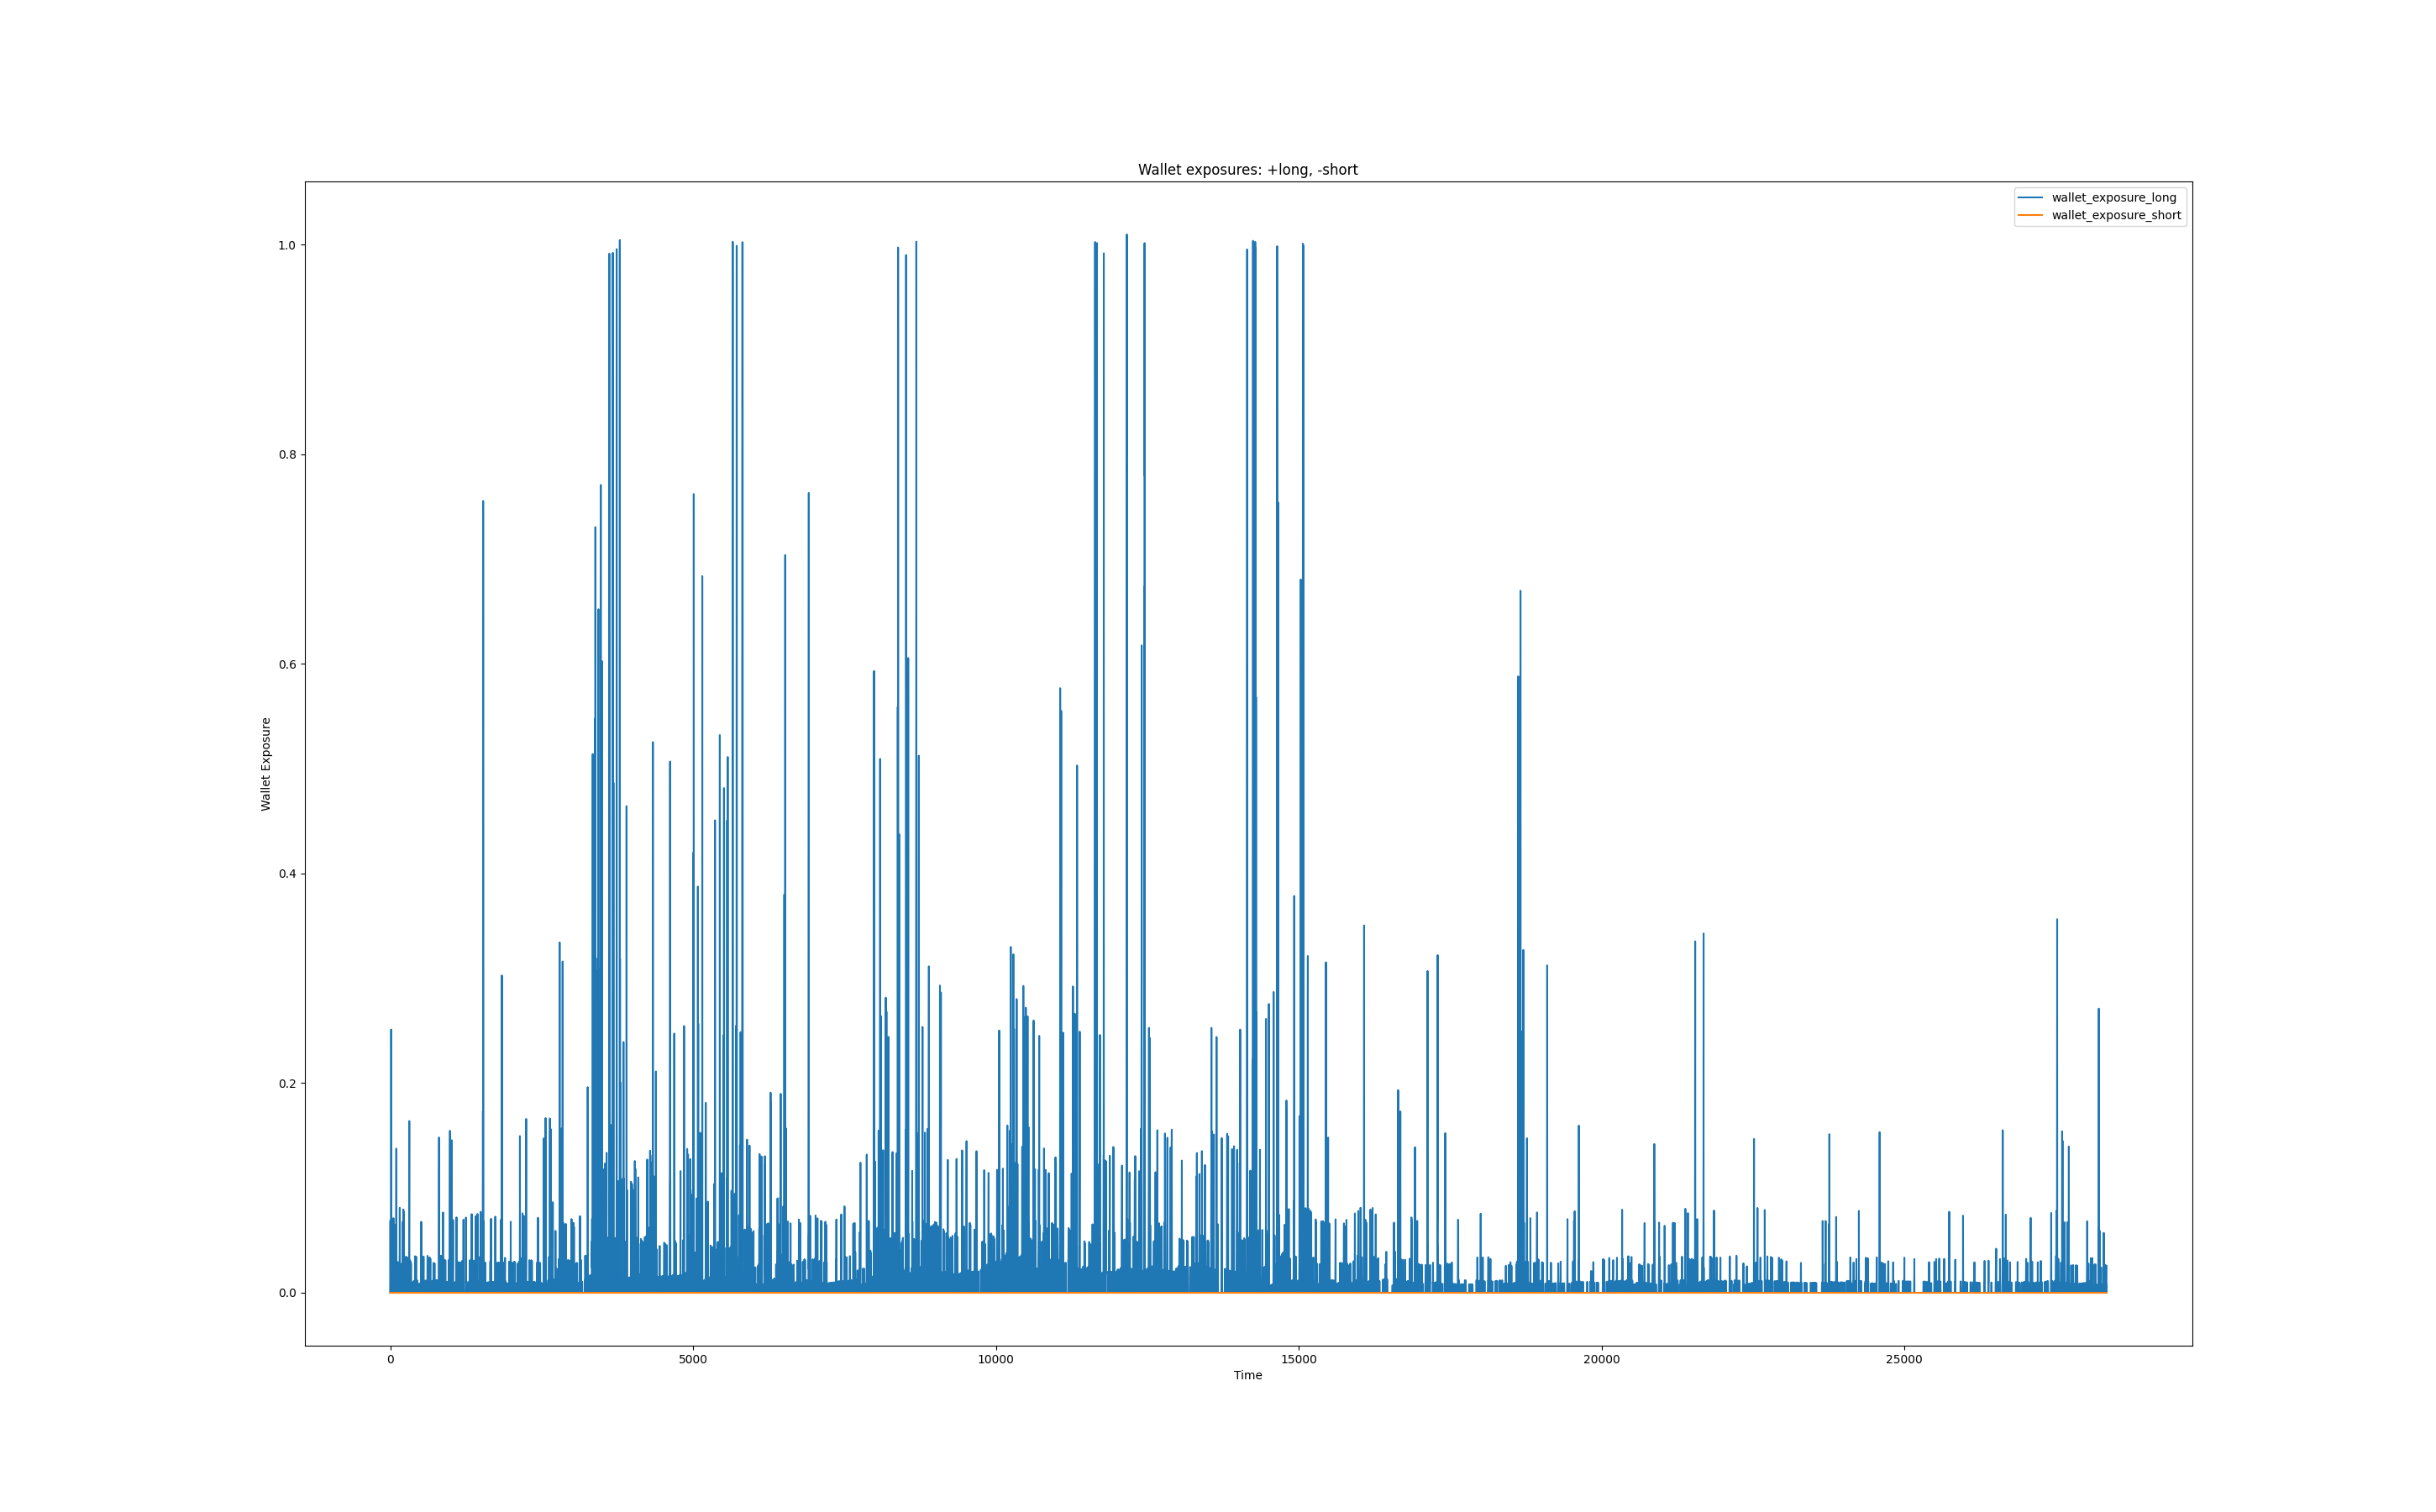 Wallet exposures: +long, -short
wallet_exposure_long
wallet_exposure_short
1.0
0.8
0.6
0.4
0.2
0.0
Wallet Exposure
0 5000 10000 15000 20000 25000
Time